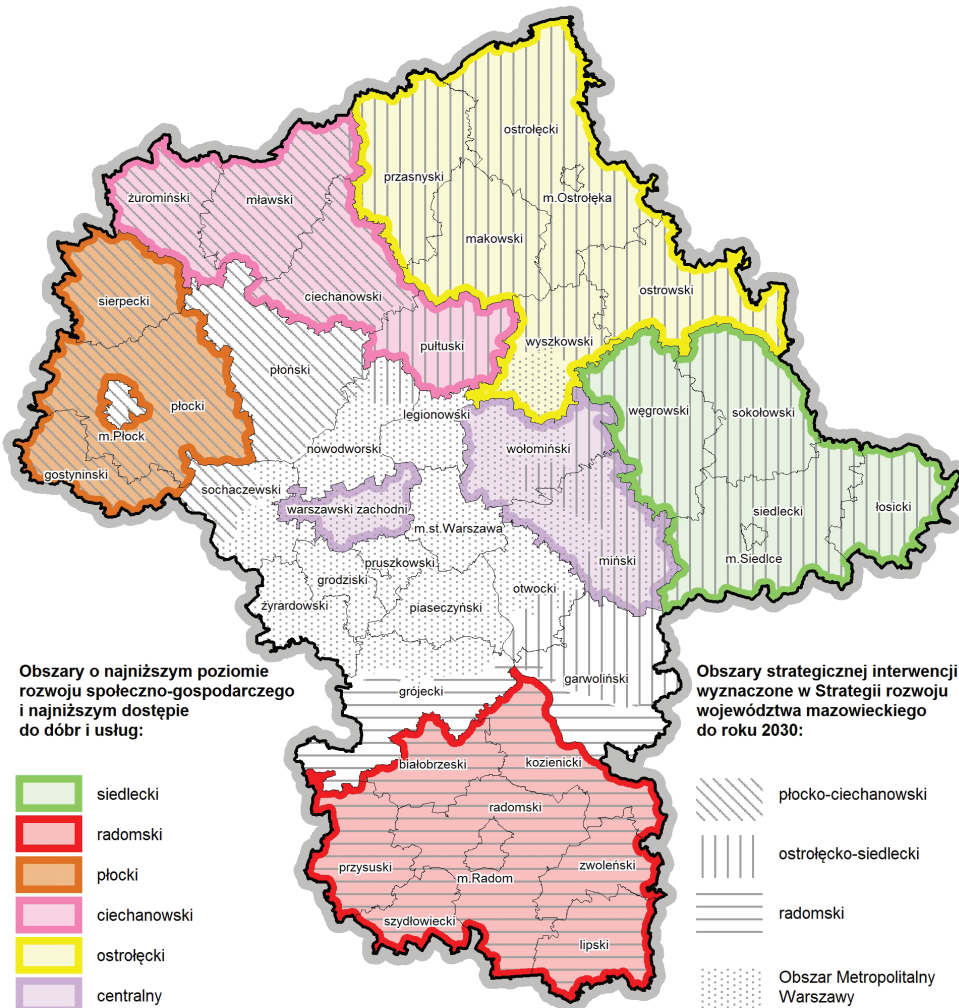 ostrołęcki
przasnyski
m.Ostrołęka
żuromiński
mławski
makowski
ostrowski
ciechanowski
sierpecki
wyszkowski
pułtuski
płoński
płocki
legionowski
węgrowski
sokołowski
m.Płock
nowodworski
wołomiński
gostyninski
sochaczewski
warszawski zachodni
siedlecki
łosicki
m.st.Warszawa
m.Siedlce
miński
pruszkowski
grodziski
otwocki
żyrardowski
piaseczyński
garwoliński
grójecki
białobrzeski
kozienicki
radomski
przysuski
m.Radom
zwoleński
szydłowiecki
lipski
Obszary o najniższym poziomie
rozwoju społeczno-gospodarczego
i najniższym dostępie
do dóbr i usług:
siedlecki
radomski
płocki
ciechanowski
ostrołęcki
centralny
Obszary strategicznej interwencji
wyznaczone w Strategii rozwoju
województwa mazowieckiego
do roku 2030:
płocko-ciechanowski
ostrołęcko-siedlecki
radomski
Obszar Metropolitalny
Warszawy